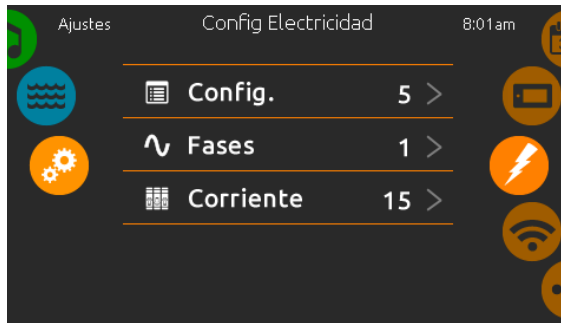 Ajustes Config Electricidad 8:01am
Config. 5 >
Fases 1 >
Corriente 15 >